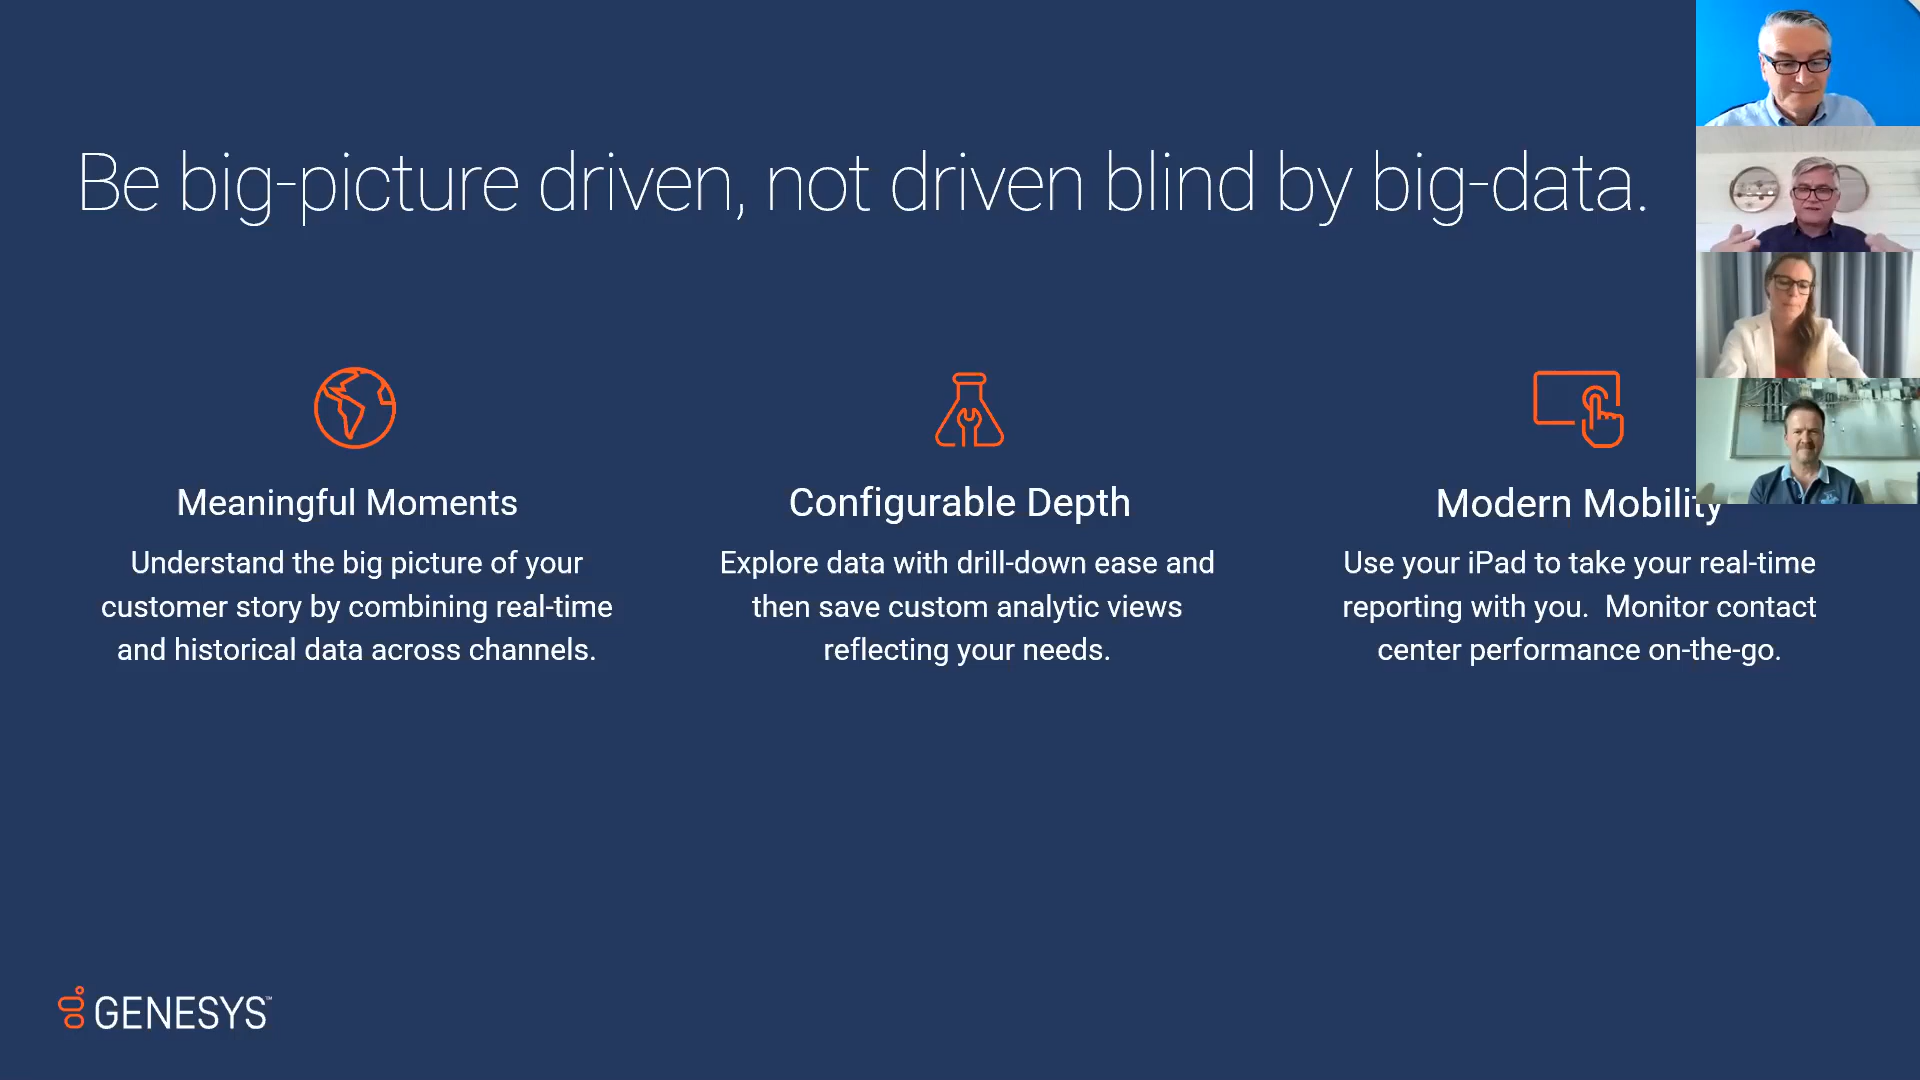 Be big-picture driven, not driven blind by big-data.
Meaningful Moments
Understand the big picture of your
customer story by combining real-time
and historical data across channels.
Configurable Depth
Explore data with drill-down ease and
then save custom analytic views
reflecting your needs.
Modern Mobility
Use your iPad to take your real-time
reporting with you.  Monitor contact
center performance on-the-go.
GENESYS™